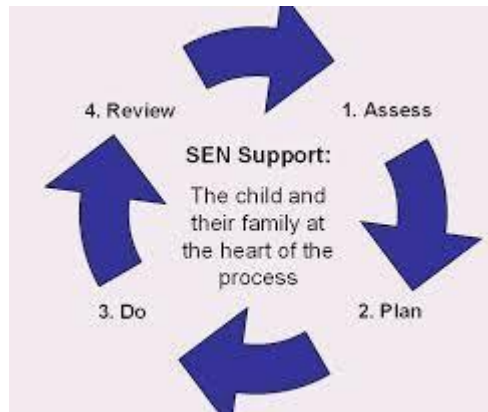 4. Review
1. Assess
SEN Support:
The child and
their family at
the heart of the
process
3. Do
2. Plan